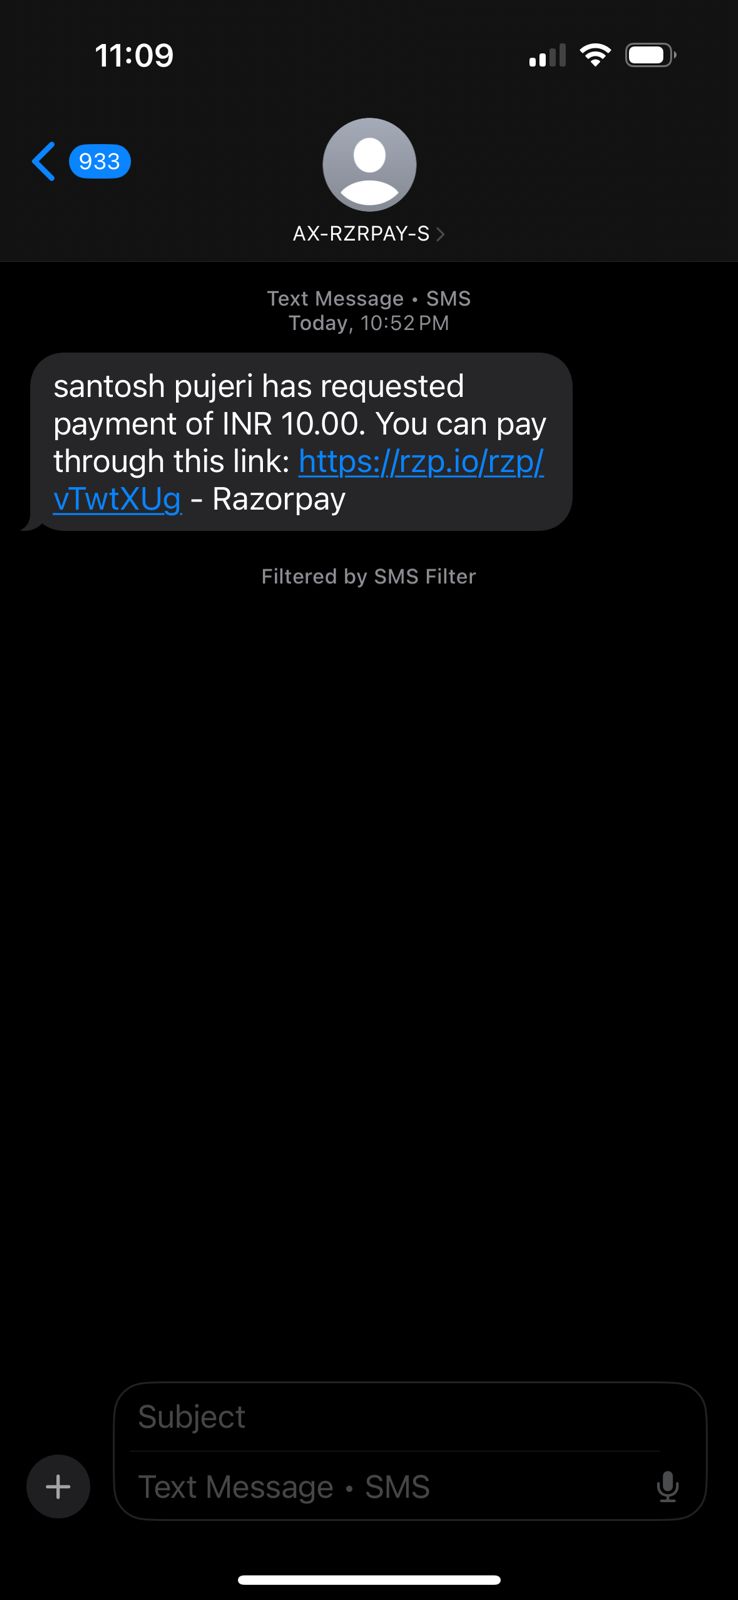 11:09
933
AX-RZRPAY-S
Text Message • SMS
Today, 10:52 PM
santosh pujeri has requested
payment of INR 10.00. You can pay
through this link: https://rzp.io/rzp/
vTwtXUg - Razorpay
Filtered by SMS Filter
Subject
Text Message • SMS